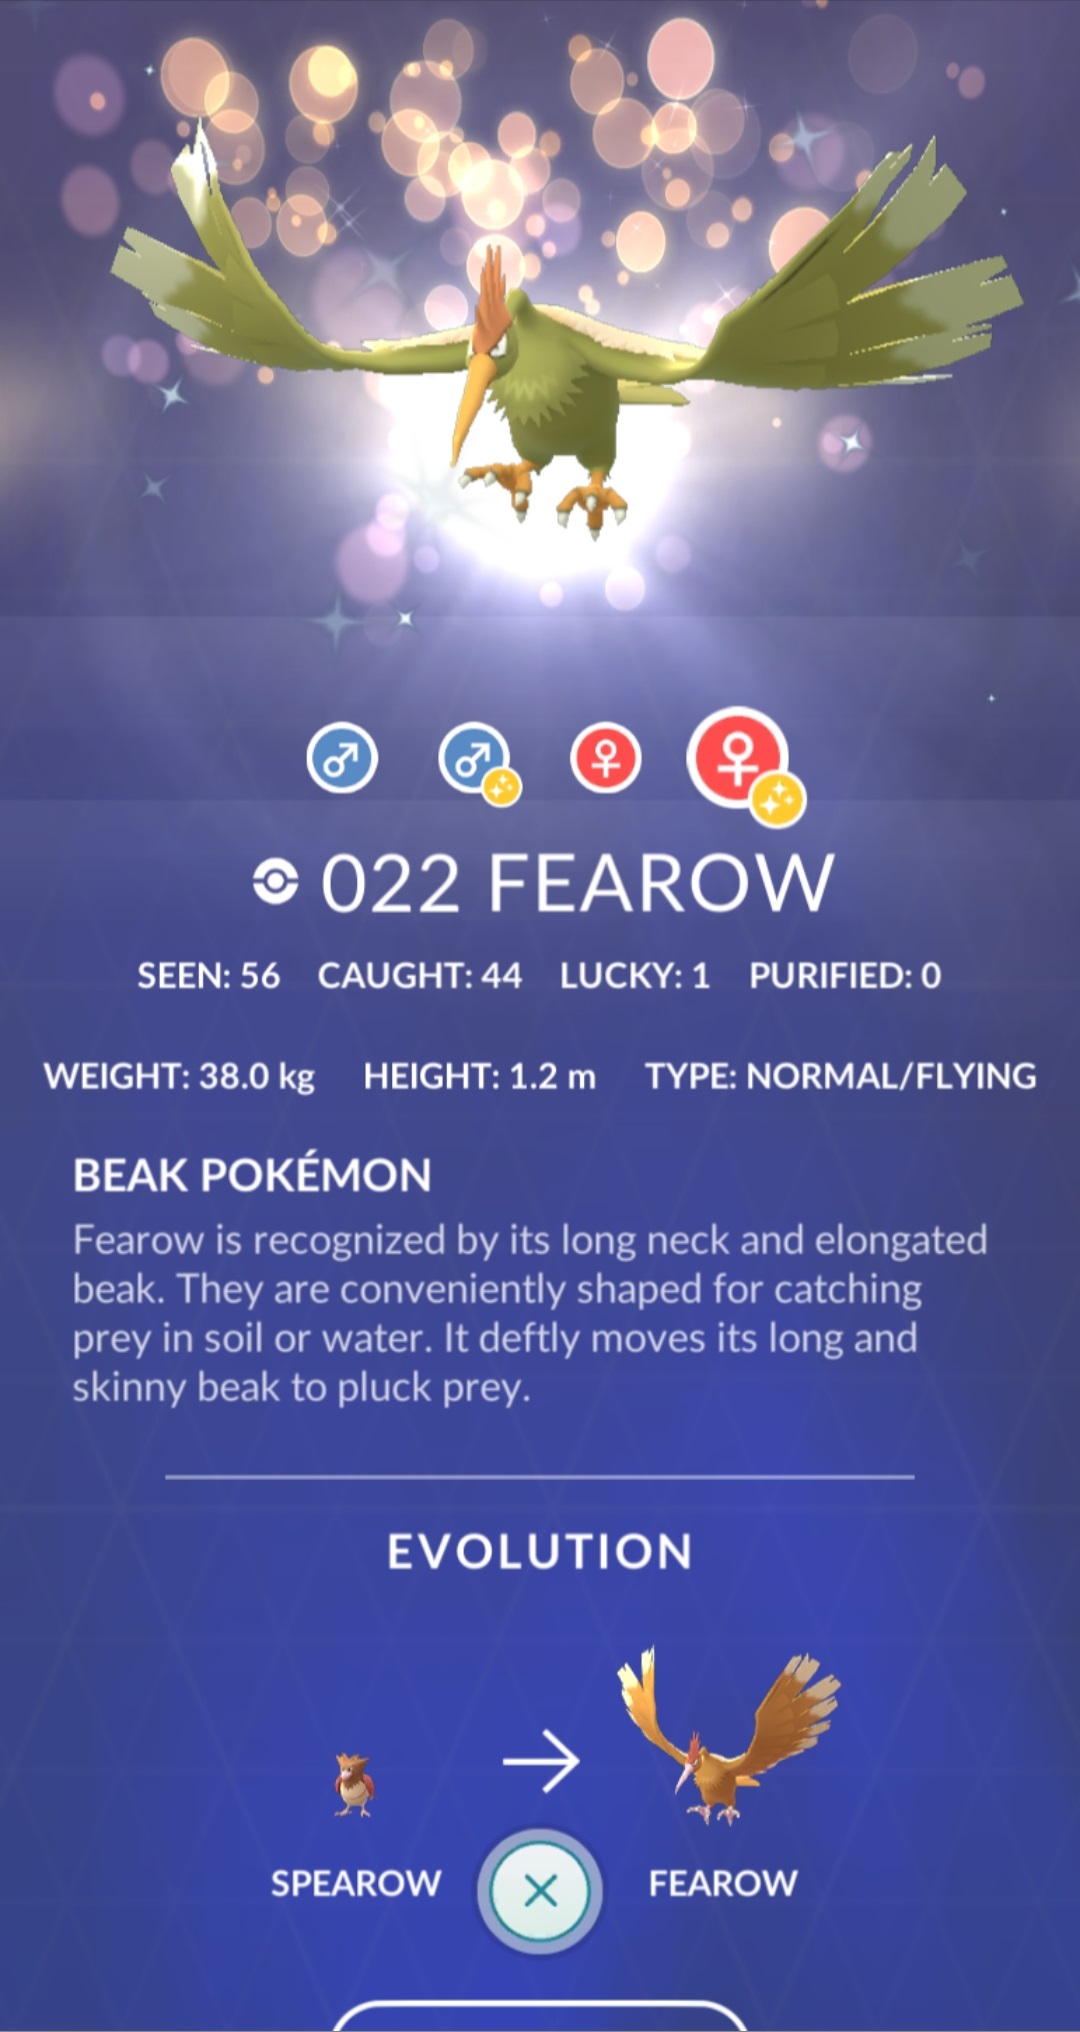 022 FEAROW
SEEN: 56 CAUGHT: 44 LUCKY: 1 PURIFIED: 0
WEIGHT: 38.0 kg HEIGHT: 1.2 m TYPE: NORMAL/FLYING
BEAK POKÉMON
Fearow is recognized by its long neck and elongated
beak. They are conveniently shaped for catching
prey in soil or water. It deftly moves its long and
skinny beak to pluck prey.
EVOLUTION
SPEAROW FEAROW